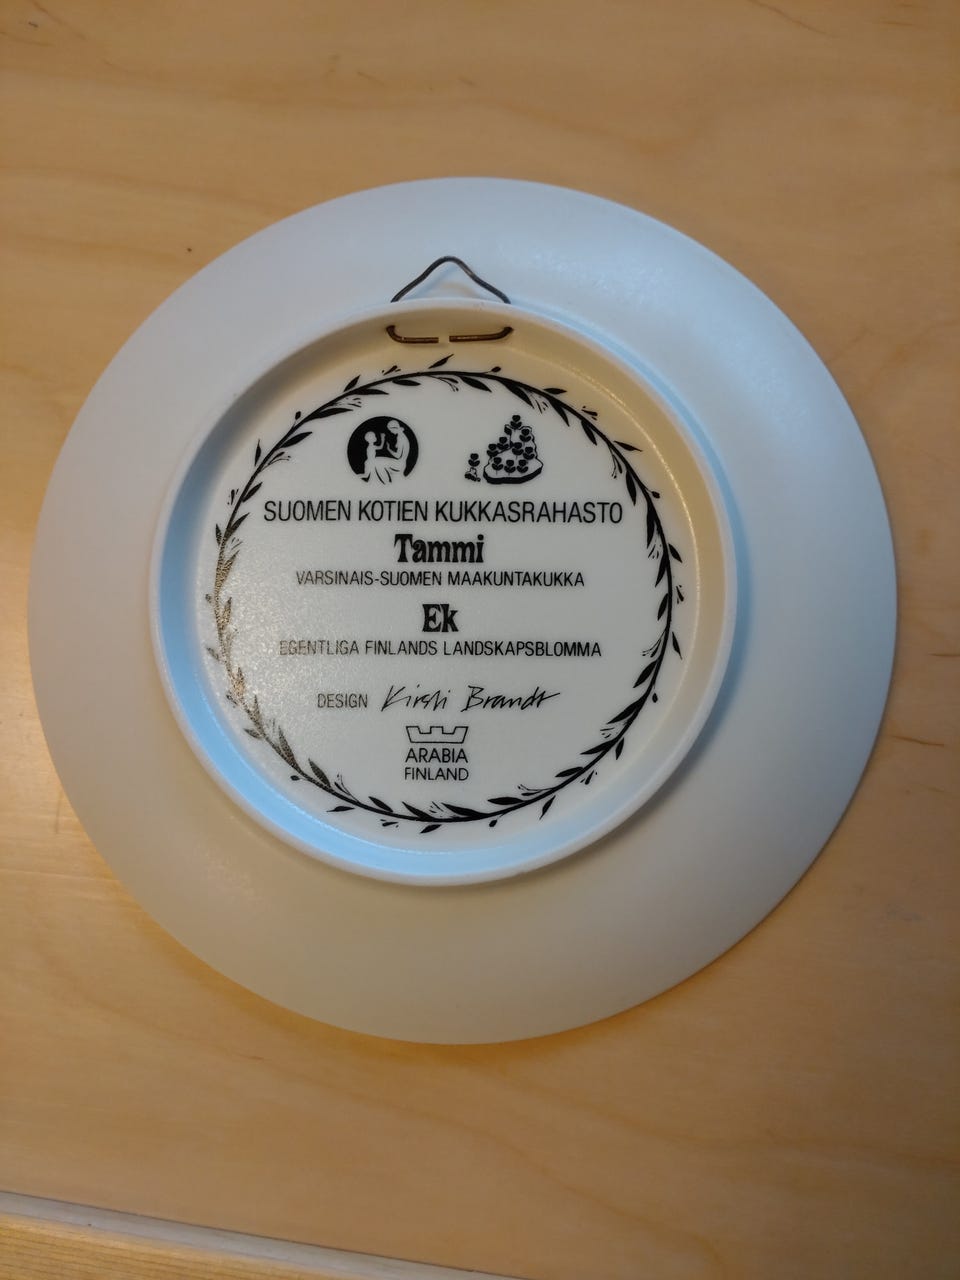 SUOMEN KOTIEN KUKKASRAHASTO
Tammi
VARSINAIS-SUOMEN MAAKUNTAKUKKA
Ek
EGENTLIGA FINLANDS LANDSKAPSBLOMMA
DESIGN Kirsti Brandt
ARABIA
FINLAND